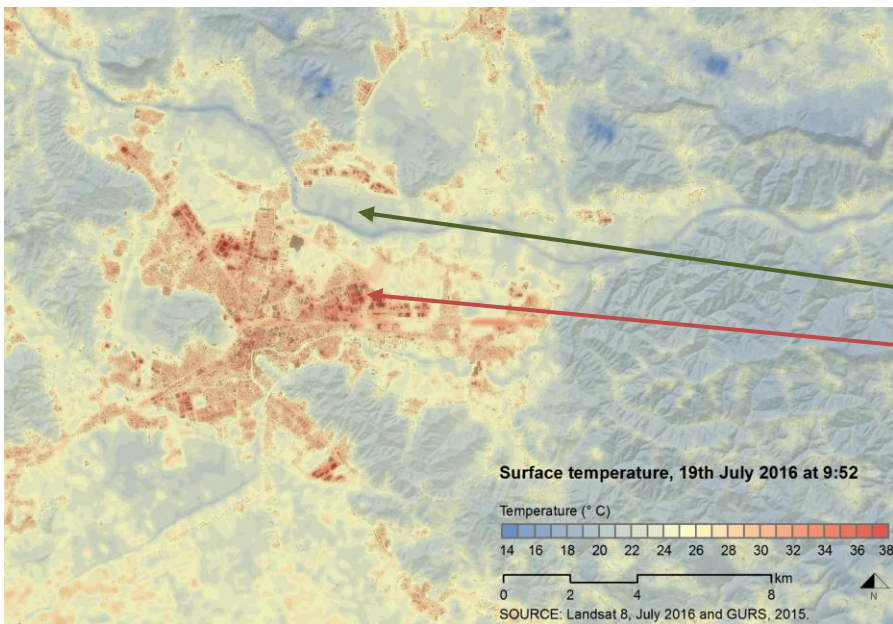 Surface temperature, 19th July 2016 at 9:52
Temperature (° C)
14 16 18 20 22 24 26 28 30 32 34 36 38
km
0 2 4 8
N
SOURCE: Landsat 8, July 2016 and GURS, 2015.